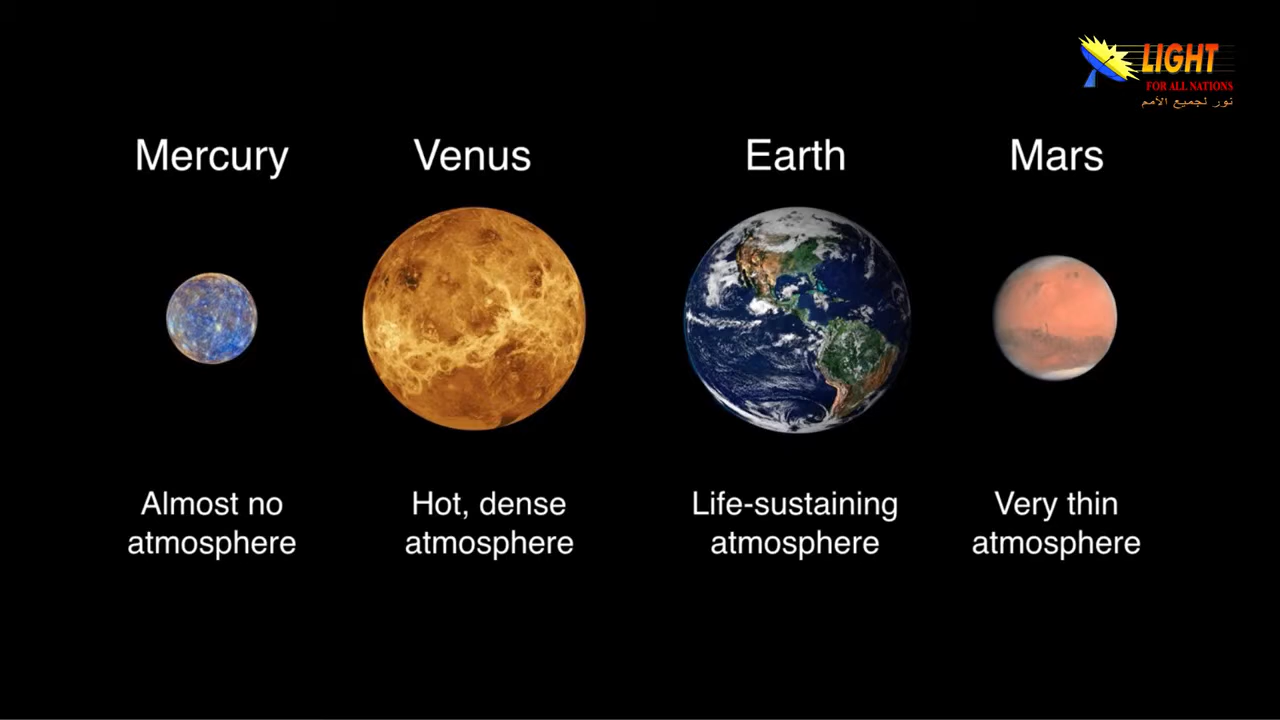 LIGHT
FOR ALL NATIONS
نور لجميع الأمم
Mercury
Venus
Earth
Mars
Almost no
atmosphere
Hot, dense
atmosphere
Life-sustaining
atmosphere
Very thin
atmosphere